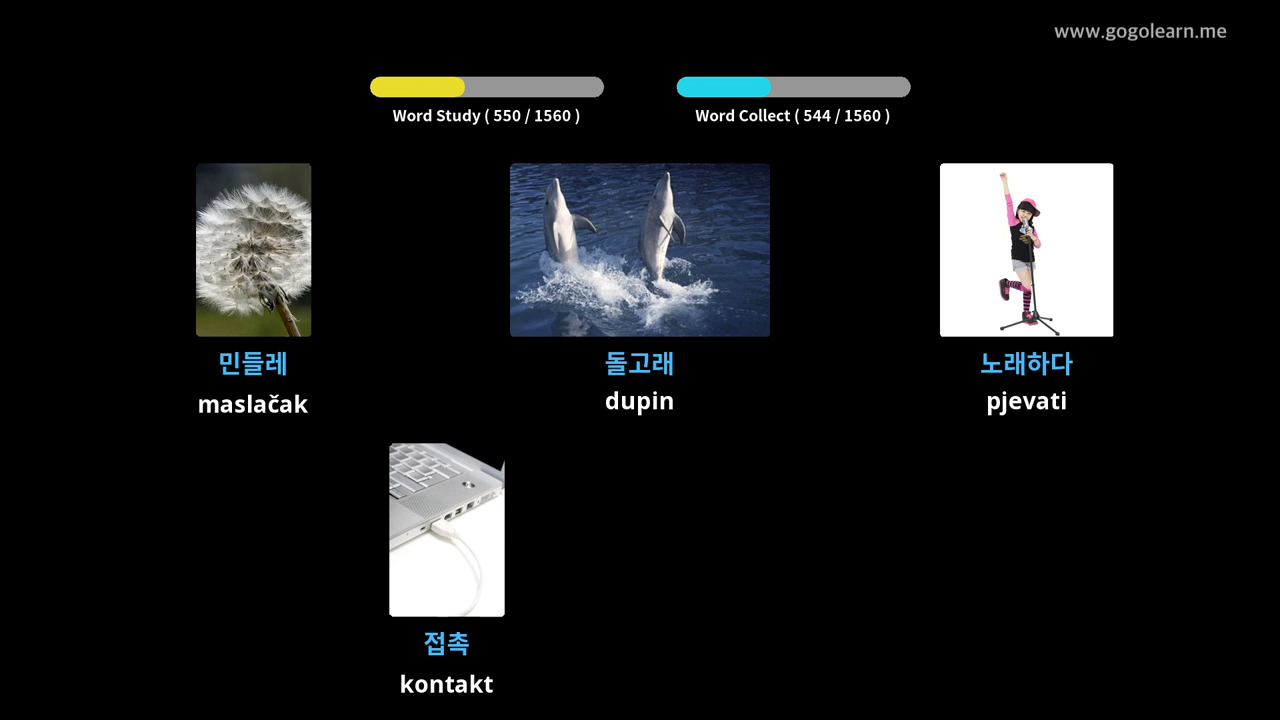 www.gogolearn.me
Word Study ( 550 / 1560 )
Word Collect ( 544 / 1560 )
민들레
maslačak
돌고래
dupin
노래하다
pjevati
접촉
kontakt